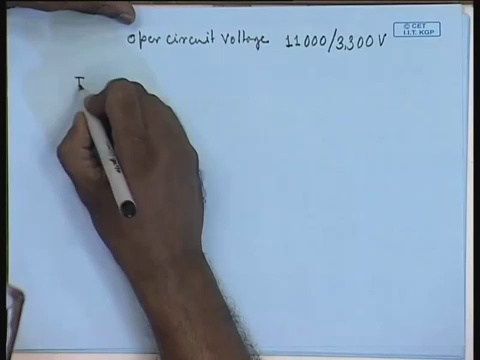 Open circuit Voltage 11000/3,300 V
© CET
I.I.T. KGP
I